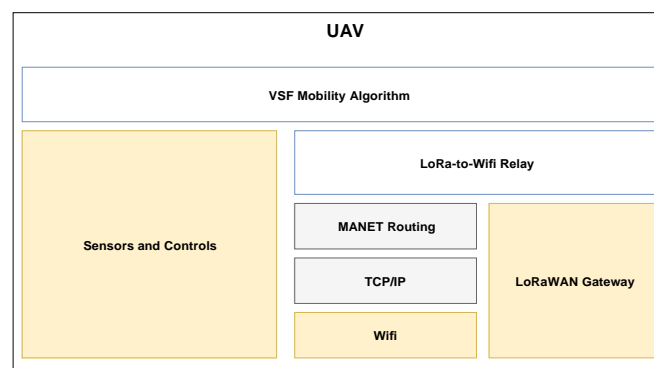 UAV
VSF Mobility Algorithm
LoRa-to-Wifi Relay
MANET Routing
Sensors and Controls
TCP/IP
LoRaWAN Gateway
Wifi